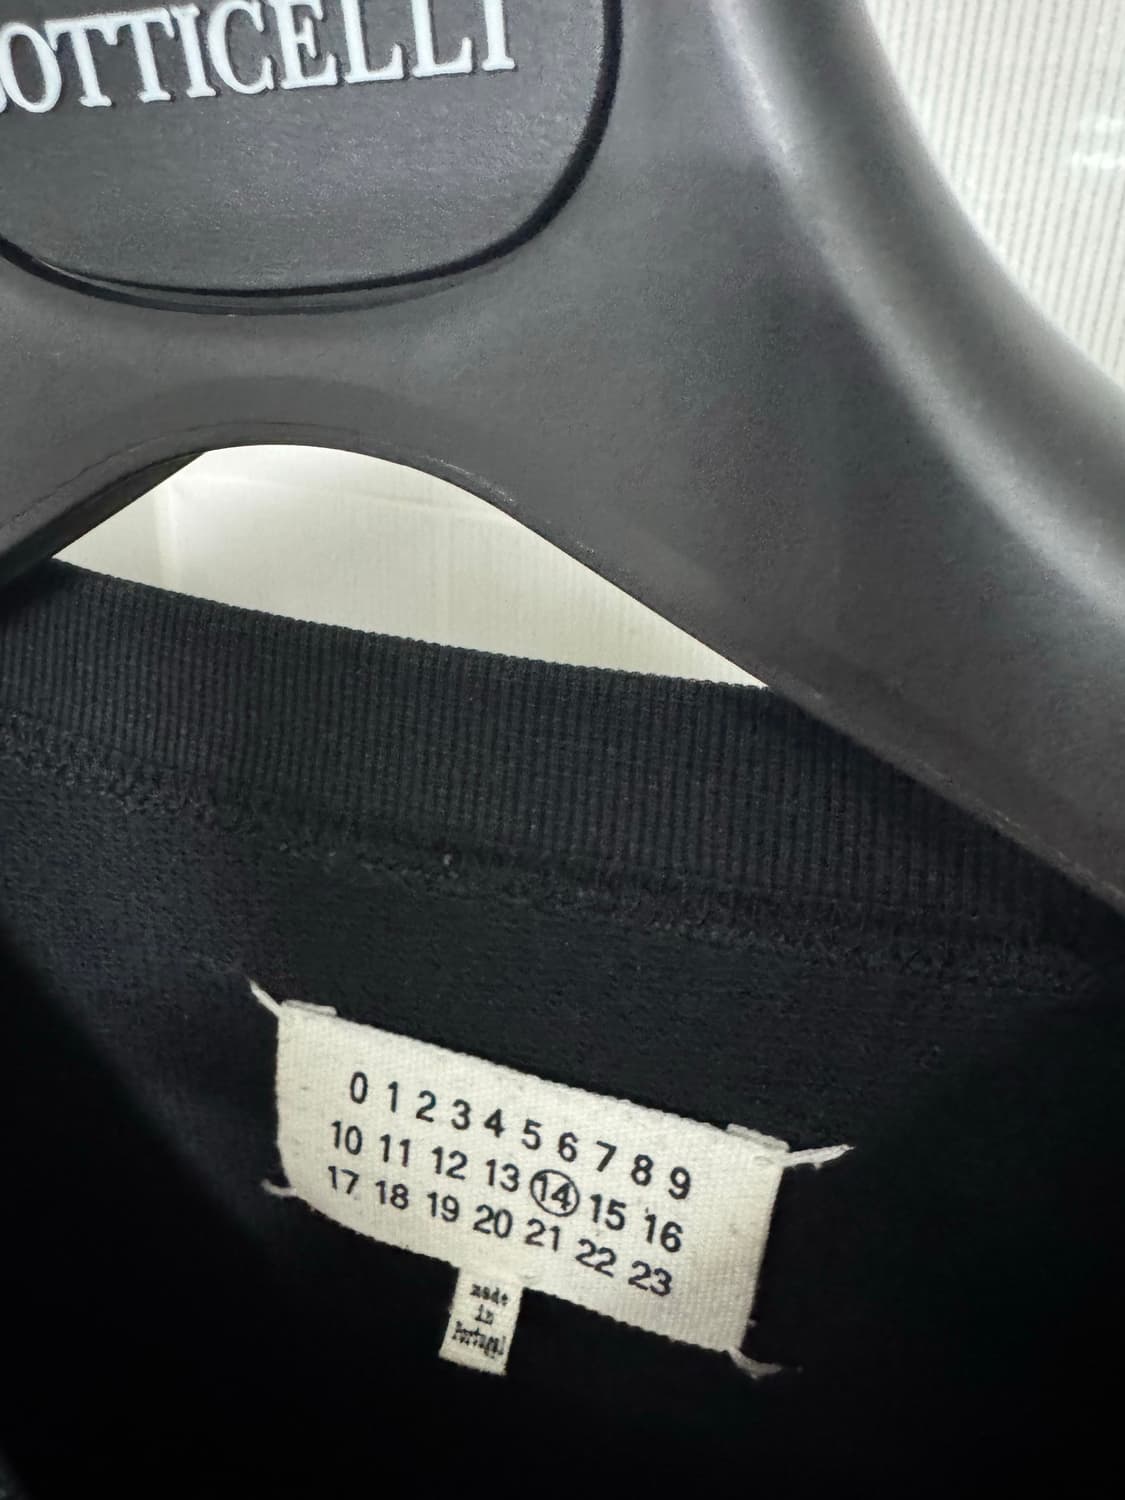 OTTICELLI
0 1 2 3 4 5 6 7 8 9
10 11 12 13 14 15 16
17 18 19 20 21 22 23
made
in
Portugal